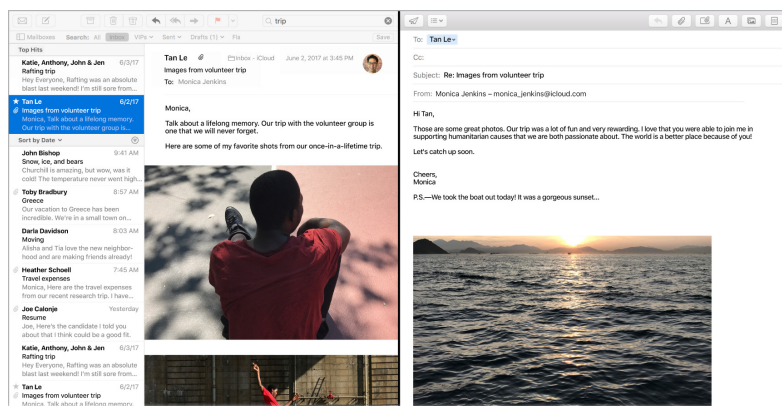 trip
Mailboxes Search: All Inbox VIPs Sent Drafts (1) Fla Save
Top Hits
Katie, Anthony, John & Jen 6/3/17
Rafting trip
Hey Everyone, Rafting was an absolute
blast last weekend! I'm still sore from...
Tan Le 6/2/17
Images from volunteer trip
Monica, Talk about a lifelong memory.
Our trip with the volunteer group is...
Sort by Date
John Bishop 9:41 AM
Snow, ice, and bears
Churchill is amazing, but wow, was it
cold! The temperature never went high...
Toby Bradbury 8:57 AM
Greece
Our vacation to Greece has been
incredible. We're in a small town on...
Darla Davidson 8:03 AM
Moving
Alisha and Tia love the new neighbor-
hood and are making friends already!
Heather Schoell 7:45 AM
Travel expenses
Monica, Here are the travel expenses
from our recent research trip. I have...
Joe Calonje Yesterday
Resume
Joe, Here's the candidate I told you
about that I think could be a good fit.
Katie, Anthony, John & Jen 6/3/17
Rafting trip
Hey Everyone, Rafting was an absolute
blast last weekend! I'm still sore from...
Tan Le 6/2/17
Images from volunteer trip
Monica, Talk about a lifelong memory.
Tan Le Inbox - iCloud June 2, 2017 at 3:45 PM
Images from volunteer trip
To: Monica Jenkins
Monica,
Talk about a lifelong memory. Our trip with the volunteer group is
one that we will never forget.
Here are some of my favorite shots from our once-in-a-lifetime trip.
To: Tan Le
Cc:
Subject: Re: Images from volunteer trip
From: Monica Jenkins – monica_jenkins@icloud.com
Hi Tan,
Those are some great photos. Our trip was a lot of fun and very rewarding. I love that you were able to join me in
supporting humanitarian causes that we are both passionate about. The world is a better place because of you!
Let's catch up soon.
Cheers,
Monica
P.S.—We took the boat out today! It was a gorgeous sunset...